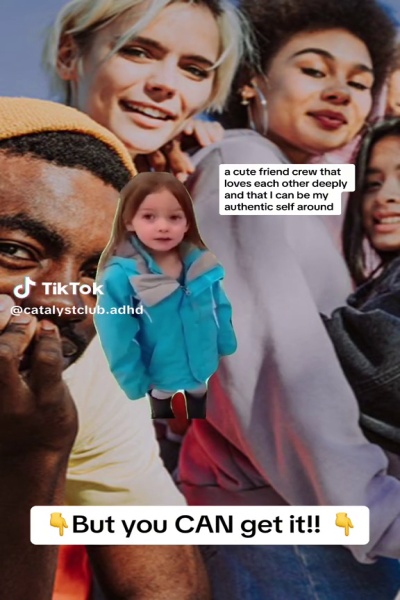 a cute friend crew that
loves each other deeply
and that I can be my
authentic self around
TikTok
@catalystclub.adhd
👇But you CAN get it!! 👇